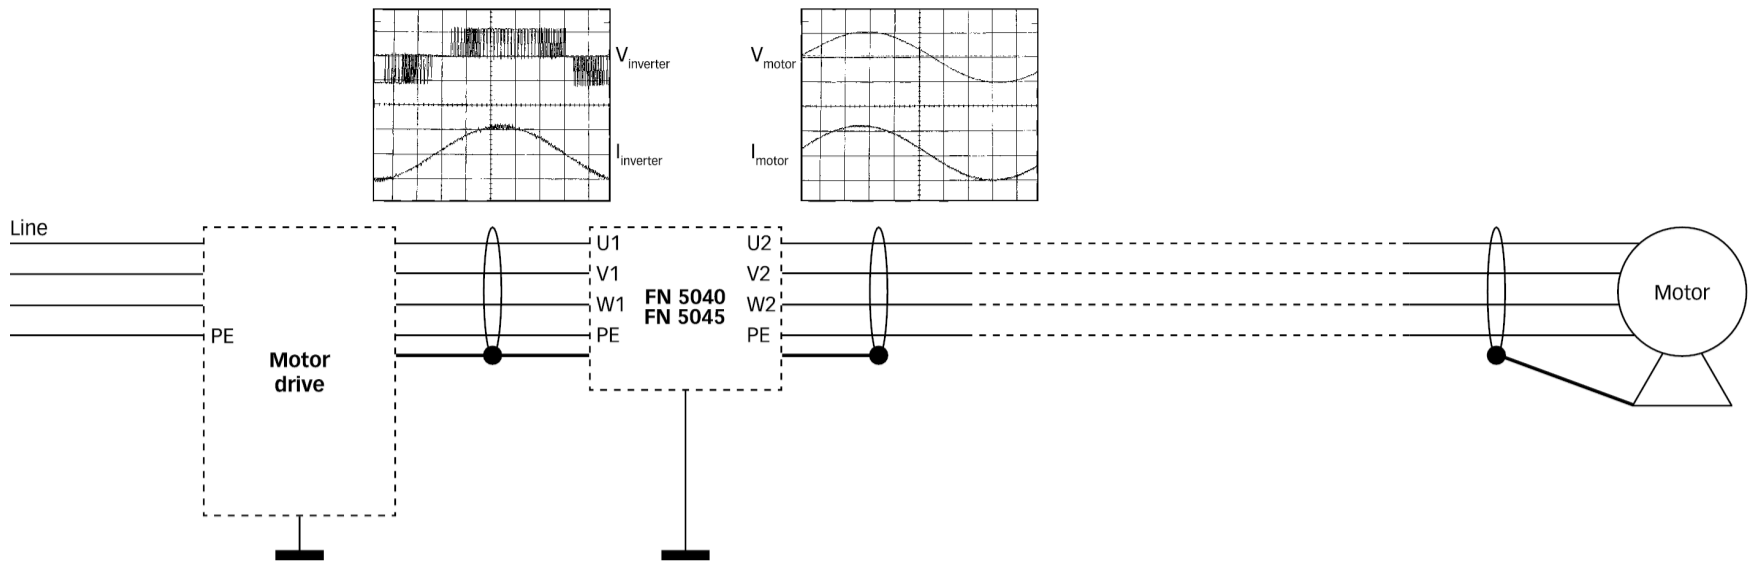 V inverter
I inverter
V motor
I motor
Line
PE
Motor
drive
U1
V1
W1
PE
FN 5040
FN 5045
U2
V2
W2
PE
Motor